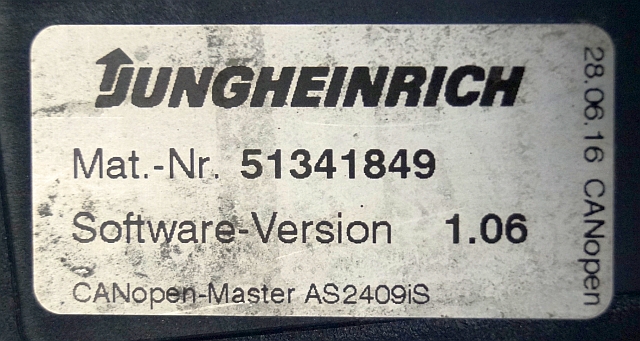 JUNGHEINRICH
Mat.-Nr. 51341849
Software-Version 1.06
CANopen-Master AS2409iS
28.06.16 CANopen